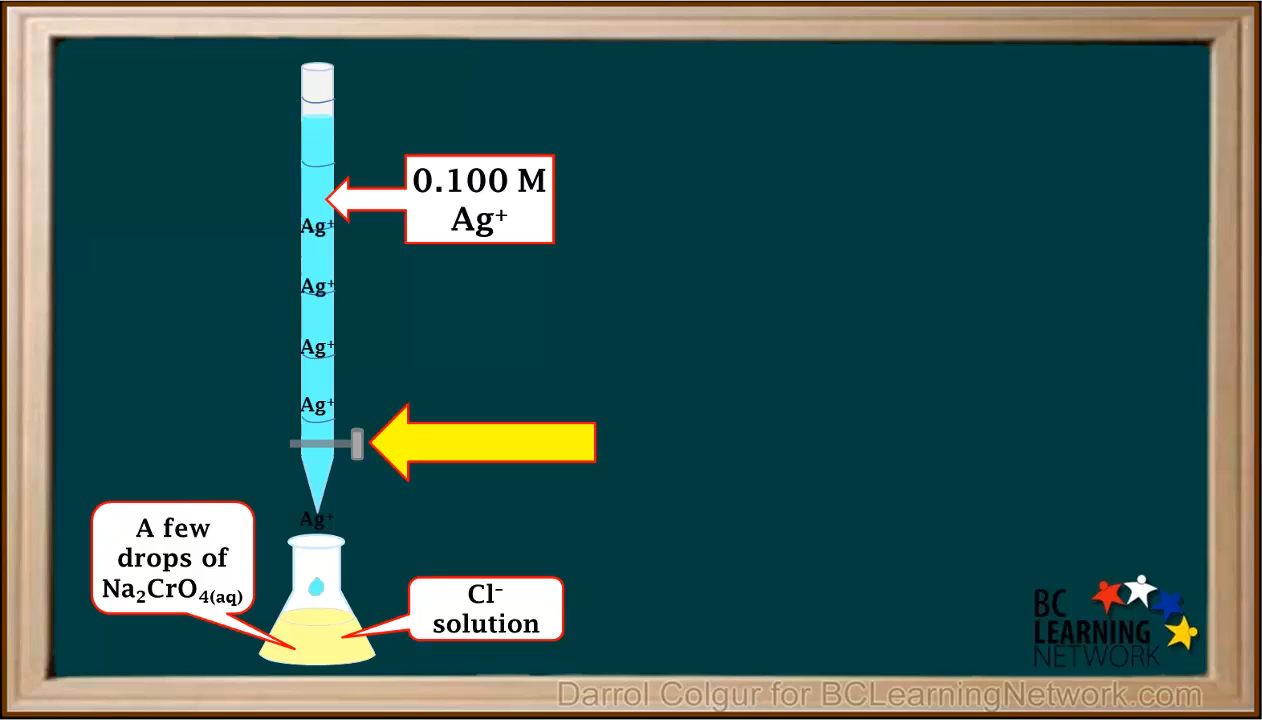 0.100 M
Ag⁺
Ag⁺
Ag⁺
Ag⁺
Ag⁺
Ag⁺
A few
drops of
Na₂CrO₄₍aq₎
Cl⁻
solution
BC
LEARNING
NETWORK
Darrol Colgur for BCLearningNetwork.com